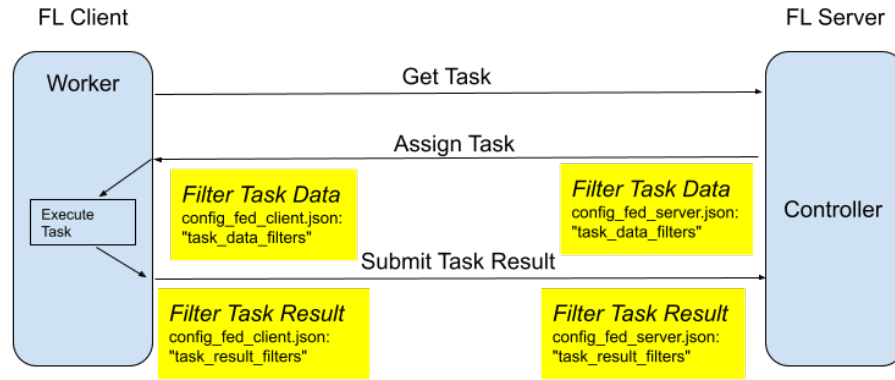 FL Client
FL Server
Worker
Get Task
Assign Task
Filter Task Data
config_fed_client.json:
"task_data_filters"
Filter Task Data
config_fed_server.json:
"task_data_filters"
Execute
Task
Controller
Submit Task Result
Filter Task Result
config_fed_client.json:
"task_result_filters"
Filter Task Result
config_fed_server.json:
"task_result_filters"